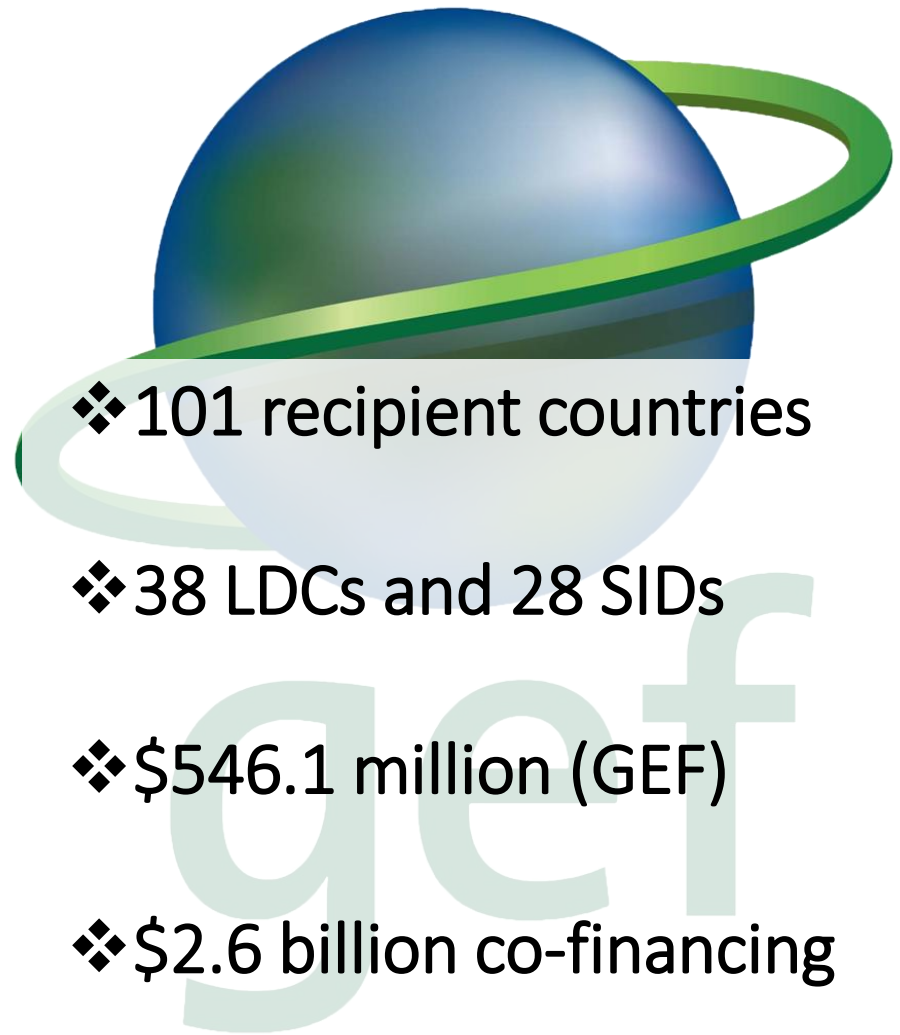 ❖101 recipient countries
❖38 LDCs and 28 SIDs
❖$546.1 million (GEF)
❖$2.6 billion co-financing
gef